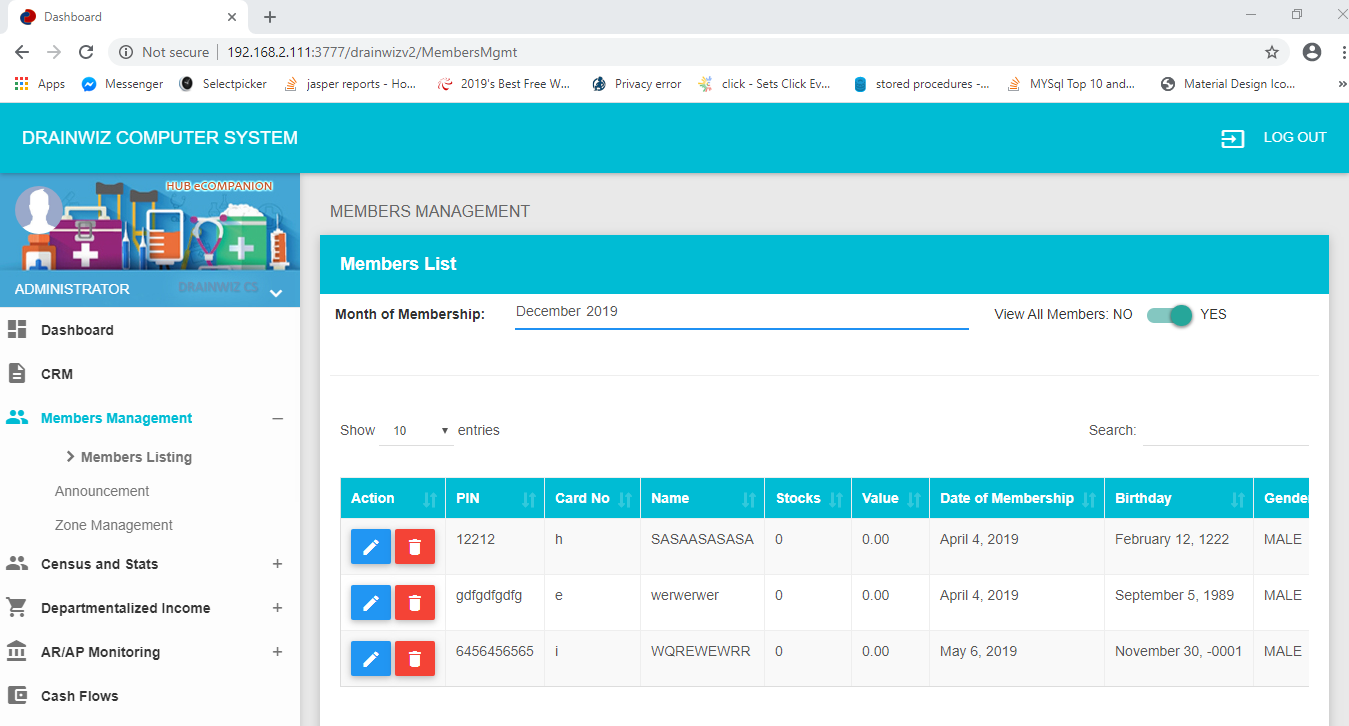 Dashboard
Not secure
192.168.2.111:3777/drainwizv2/MembersMgmt
Apps
Messenger
Selectpicker
jasper reports - Ho...
2019's Best Free W...
Privacy error
click - Sets Click Ev...
stored procedures -...
MYSql Top 10 and...
Material Design Ico...
»
DRAINWIZ COMPUTER SYSTEM
LOG OUT
HUB eCOMPANION
ADMINISTRATOR
DRAINWIZ CS
Dashboard
CRM
Members Management
Members Listing
Announcement
Zone Management
Census and Stats
Departmentalized Income
AR/AP Monitoring
Cash Flows
MEMBERS MANAGEMENT
Members List
Month of Membership: December 2019 View All Members: NO YES
Show 10 entries Search:
Action PIN Card No Name Stocks Value Date of Membership Birthday Gender
12212 h SASAASASASA 0 0.00 April 4, 2019 February 12, 1222 MALE
gdfgdfgdfg e werwerwer 0 0.00 April 4, 2019 September 5, 1989 MALE
6456456565 i WQREWEWRR 0 0.00 May 6, 2019 November 30, -0001 MALE